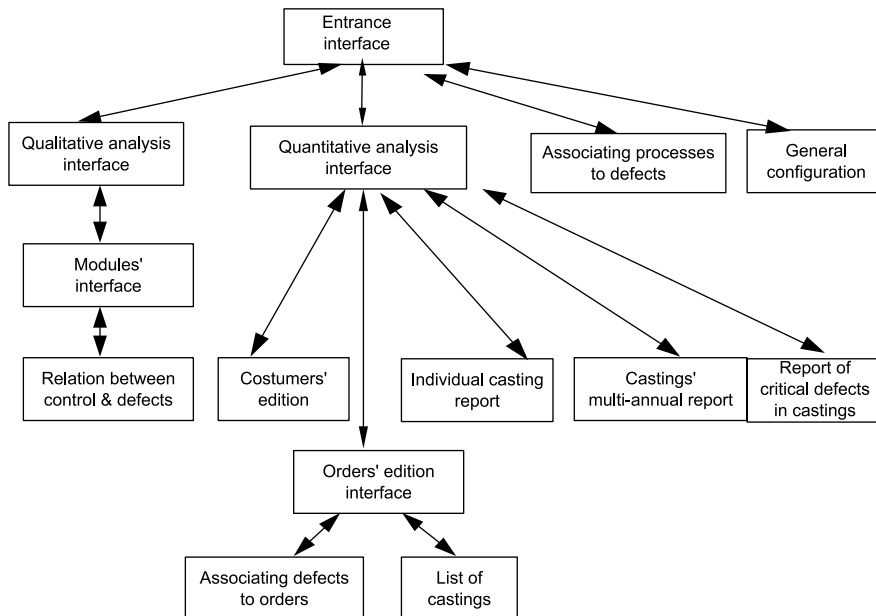 Entrance
interface
Qualitative analysis
interface
Quantitative analysis
interface
Associating processes
to defects
General
configuration
Modules'
interface
Relation between
control & defects
Costumers'
edition
Individual casting
report
Castings'
multi-annual report
Report of
critical defects
in castings
Orders' edition
interface
Associating defects
to orders
List of
castings